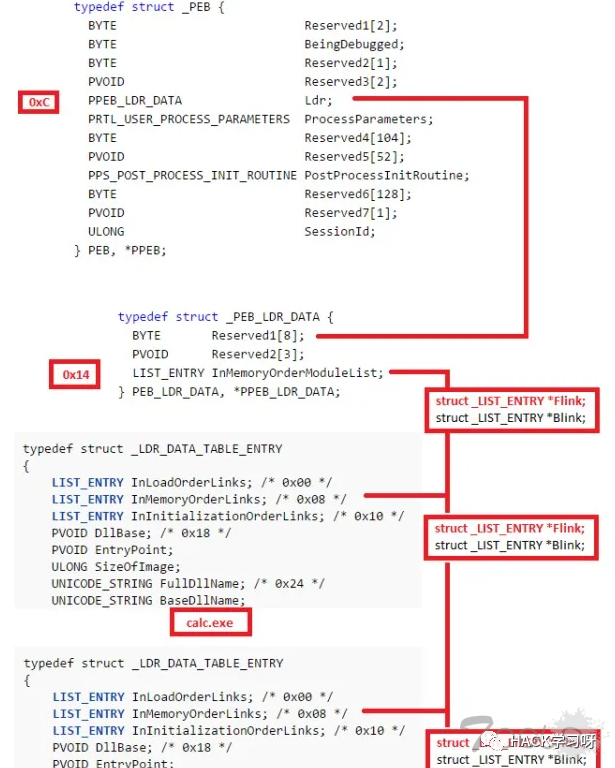 typedef struct _PEB {
BYTE Reserved1[2];
BYTE BeingDebugged;
BYTE Reserved2[1];
PVOID Reserved3[2];
0xC
PPEB_LDR_DATA Ldr;
PRTL_USER_PROCESS_PARAMETERS ProcessParameters;
BYTE Reserved4[104];
PVOID Reserved5[52];
PPS_POST_PROCESS_INIT_ROUTINE PostProcessInitRoutine;
BYTE Reserved6[128];
PVOID Reserved7[1];
ULONG SessionId;
} PEB, *PPEB;
typedef struct _PEB_LDR_DATA {
BYTE Reserved1[8];
PVOID Reserved2[3];
0x14
LIST_ENTRY InMemoryOrderModuleList;
} PEB_LDR_DATA, *PPEB_LDR_DATA;
struct _LIST_ENTRY *Flink;
struct _LIST_ENTRY *Blink;
typedef struct _LDR_DATA_TABLE_ENTRY
{
LIST_ENTRY InLoadOrderLinks; /* 0x00 */
LIST_ENTRY InMemoryOrderLinks; /* 0x08 */
LIST_ENTRY InInitializationOrderLinks; /* 0x10 */
PVOID DllBase; /* 0x18 */
PVOID EntryPoint;
ULONG SizeOfImage;
UNICODE_STRING FullDllName; /* 0x24 */
UNICODE_STRING BaseDllName;
struct _LIST_ENTRY *Flink;
struct _LIST_ENTRY *Blink;
calc.exe
typedef struct _LDR_DATA_TABLE_ENTRY
{
LIST_ENTRY InLoadOrderLinks; /* 0x00 */
LIST_ENTRY InMemoryOrderLinks; /* 0x08 */
LIST_ENTRY InInitializationOrderLinks; /* 0x10 */
PVOID DllBase; /* 0x18 */
PVOID EntryPoint;
struct
HACK学习呀
struct _LIST_ENTRY *Blink;